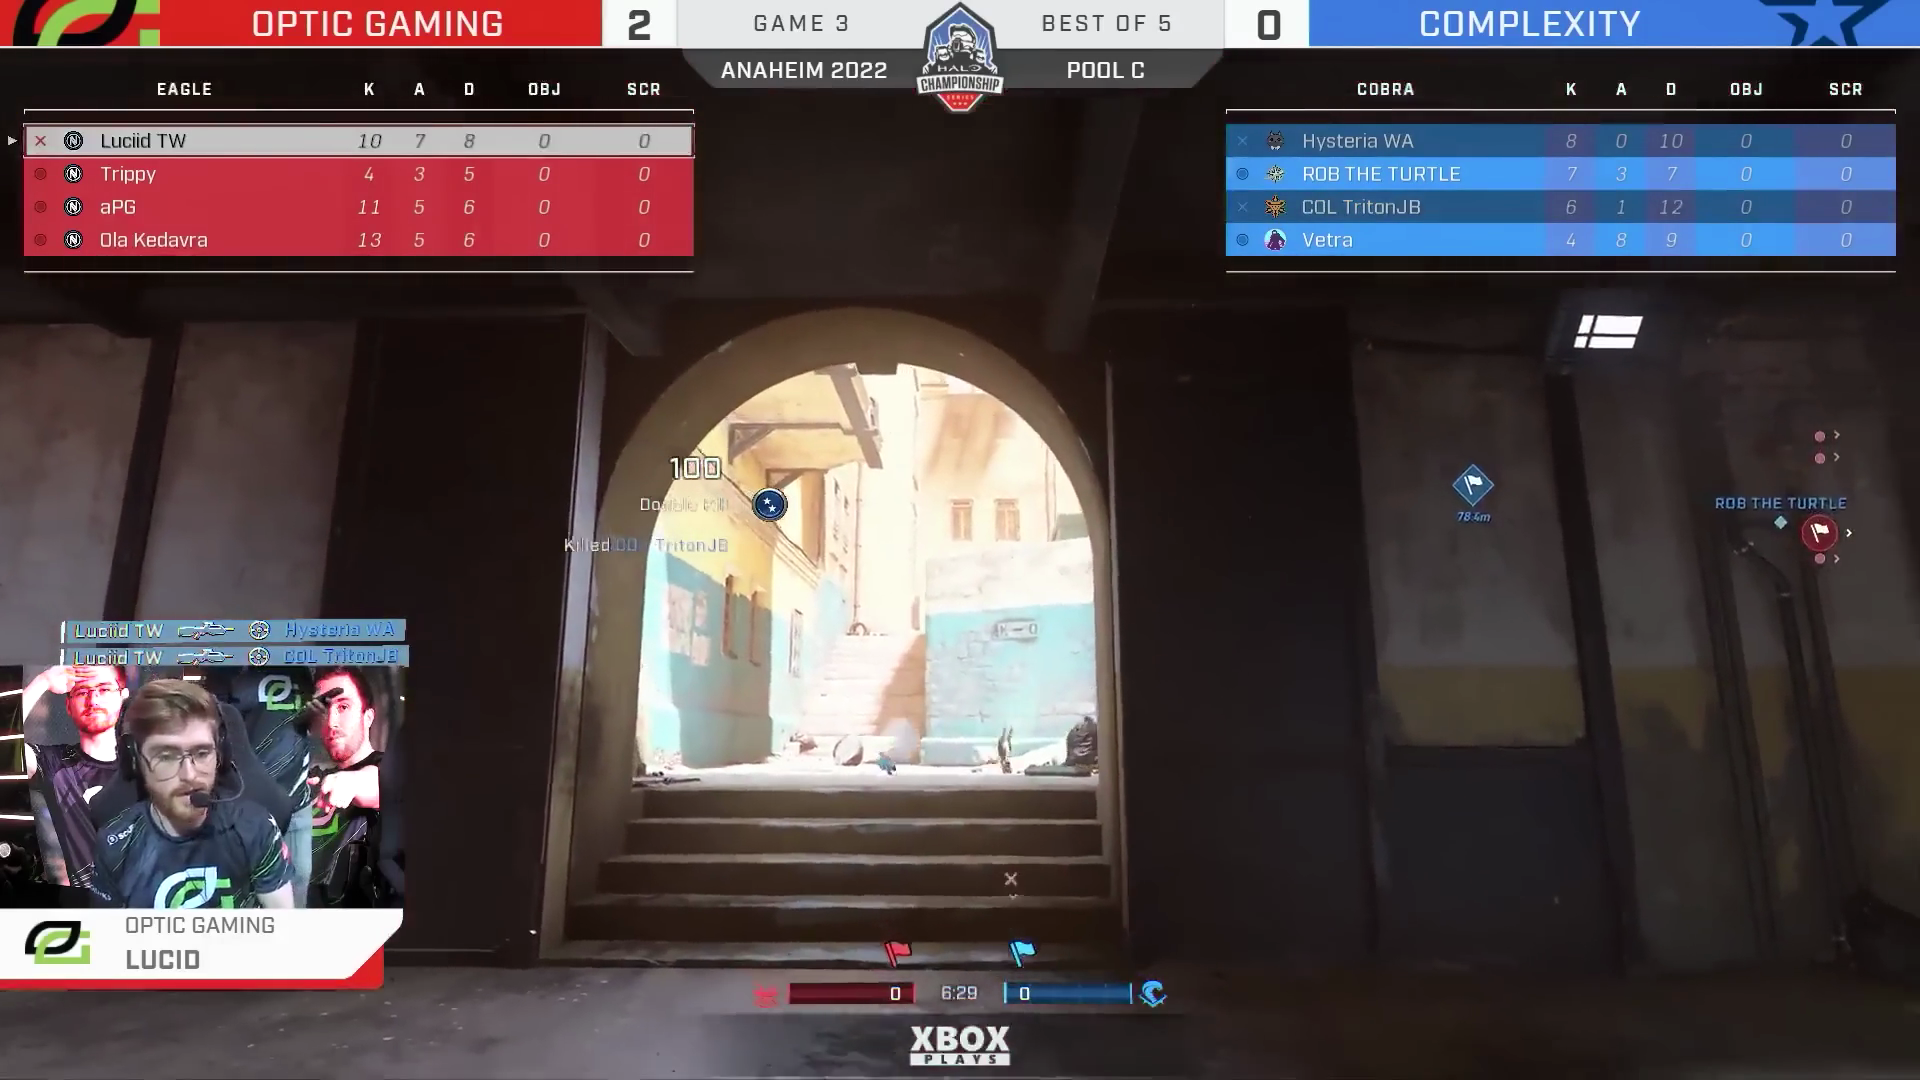 OPTIC GAMING 2 GAME 3 BEST OF 5 0 COMPLEXITY
ANAHEIM 2022 HALO CHAMPIONSHIP SERIES POOL C
EAGLE K A D OBJ SCR
Luciid TW 10 7 8 0 0
Trippy 4 3 5 0 0
aPG 11 5 6 0 0
Ola Kedavra 13 5 6 0 0
COBRA K A D OBJ SCR
Hysteria WA 8 0 10 0 0
ROB THE TURTLE 7 3 7 0 0
COL TritonJB 6 1 12 0 0
Vetra 4 8 9 0 0
100
Double Kill
Killed TritonJB
78.4m
ROB THE TURTLE
Luciid TW Hysteria WA
Luciid TW COL TritonJB
OPTIC GAMING
LUCID
0 6:29 0
XBOX
PLAYS